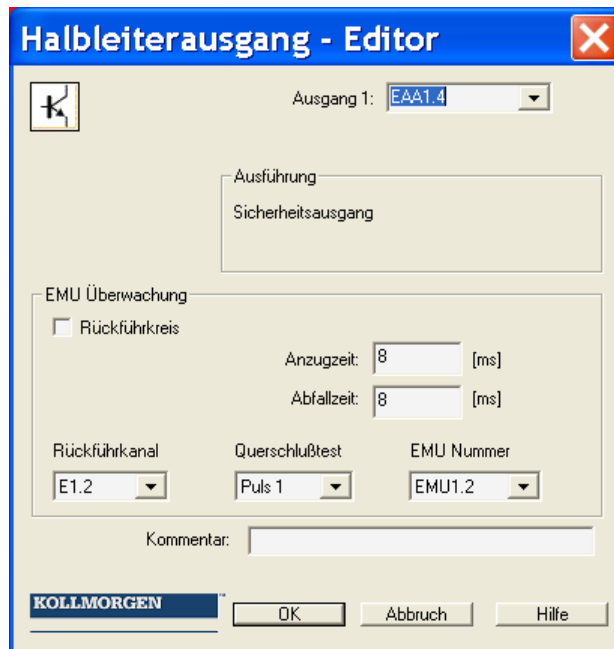 Halbleiterausgang - Editor
Ausgang 1: EAA1.4
Ausführung
Sicherheitsausgang
EMU Überwachung
Rückführkreis
Anzugzeit: 8 [ms]
Abfallzeit: 8 [ms]
Rückführkanal Querschlußtest EMU Nummer
E1.2 Puls 1 EMU1.2
Kommentar:
KOLLMORGEN™ OK Abbruch Hilfe